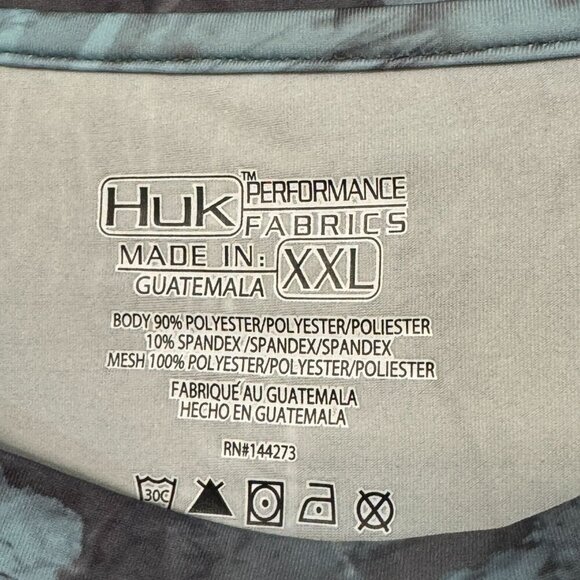 Huk™ PERFORMANCE
FABRICS
MADE IN: XXL
GUATEMALA
BODY 90% POLYESTER/POLYESTER/POLIESTER
10% SPANDEX /SPANDEX/SPANDEX
MESH 100% POLYESTER/POLYESTER/POLIESTER
FABRIQUÉ AU GUATEMALA
HECHO EN GUATEMALA
RN#144273
30C